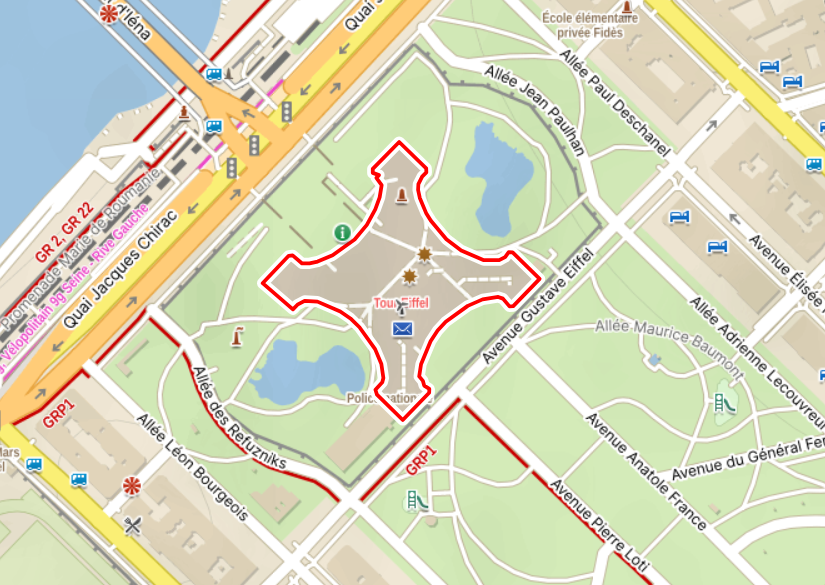 d'Iéna
Quai J
École élémentaire
privée Fidès
Allée Paul Deschanel
Allée Jean Paulhan
GR 2, GR 22
Promenade Marie de Roumanie
Vélopolitain 9g Seine - Rive Gauche
Quai Jacques Chirac
Avenue Élisée
Tour Eiffel
Avenue Gustave Eiffel
Allée Adrienne Lecouvreur
Allée Maurice Baumont
Police nation
GRP1
Allée des Refuzniks
Allée Léon Bourgeois
GRP1
Avenue Anatole France
Avenue du Général Fer
Avenue Pierre Loti